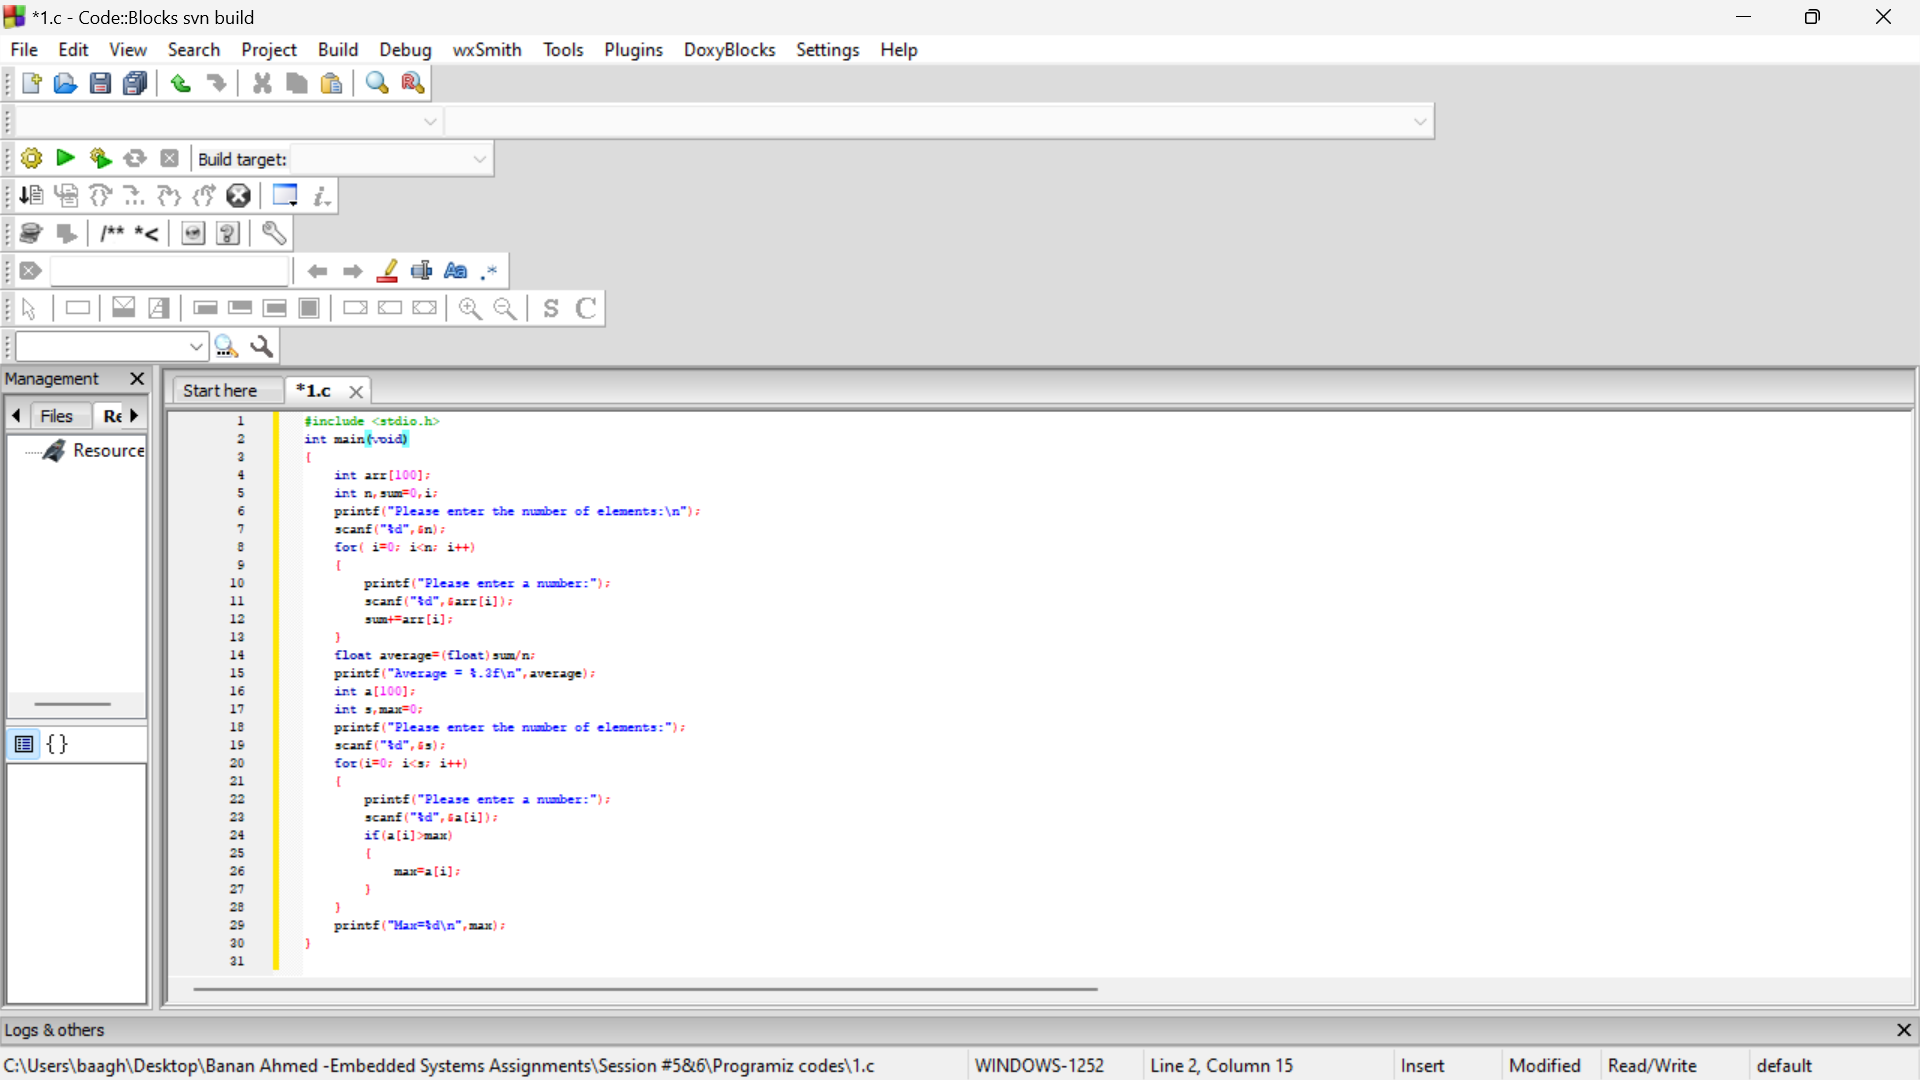 *1.c - Code::Blocks svn build
File Edit View Search Project Build Debug wxSmith Tools Plugins DoxyBlocks Settings Help
Build target:
/** *<
Aa .*
S C
Management
Start here *1.c
Files Re
Resource
{}
1 #include <stdio.h>
2 int main(void)
3 {
4 int arr[100];
5 int n,sum=0,i;
6 printf("Please enter the number of elements:\n");
7 scanf("%d",&n);
8 for( i=0; i<n; i++)
9 {
10 printf("Please enter a number:");
11 scanf("%d",&arr[i]);
12 sum+=arr[i];
13 }
14 float average=(float)sum/n;
15 printf("Average = %.3f\n",average);
16 int a[100];
17 int s,max=0;
18 printf("Please enter the number of elements:");
19 scanf("%d",&s);
20 for(i=0; i<s; i++)
21 {
22 printf("Please enter a number:");
23 scanf("%d",&a[i]);
24 if(a[i]>max)
25 {
26 max=a[i];
27 }
28 }
29 printf("Max=%d\n",max);
30 }
31
Logs & others
C:\Users\baagh\Desktop\Banan Ahmed -Embedded Systems Assignments\Session #5&6\Programiz codes\1.c WINDOWS-1252 Line 2, Column 15 Insert Modified Read/Write default